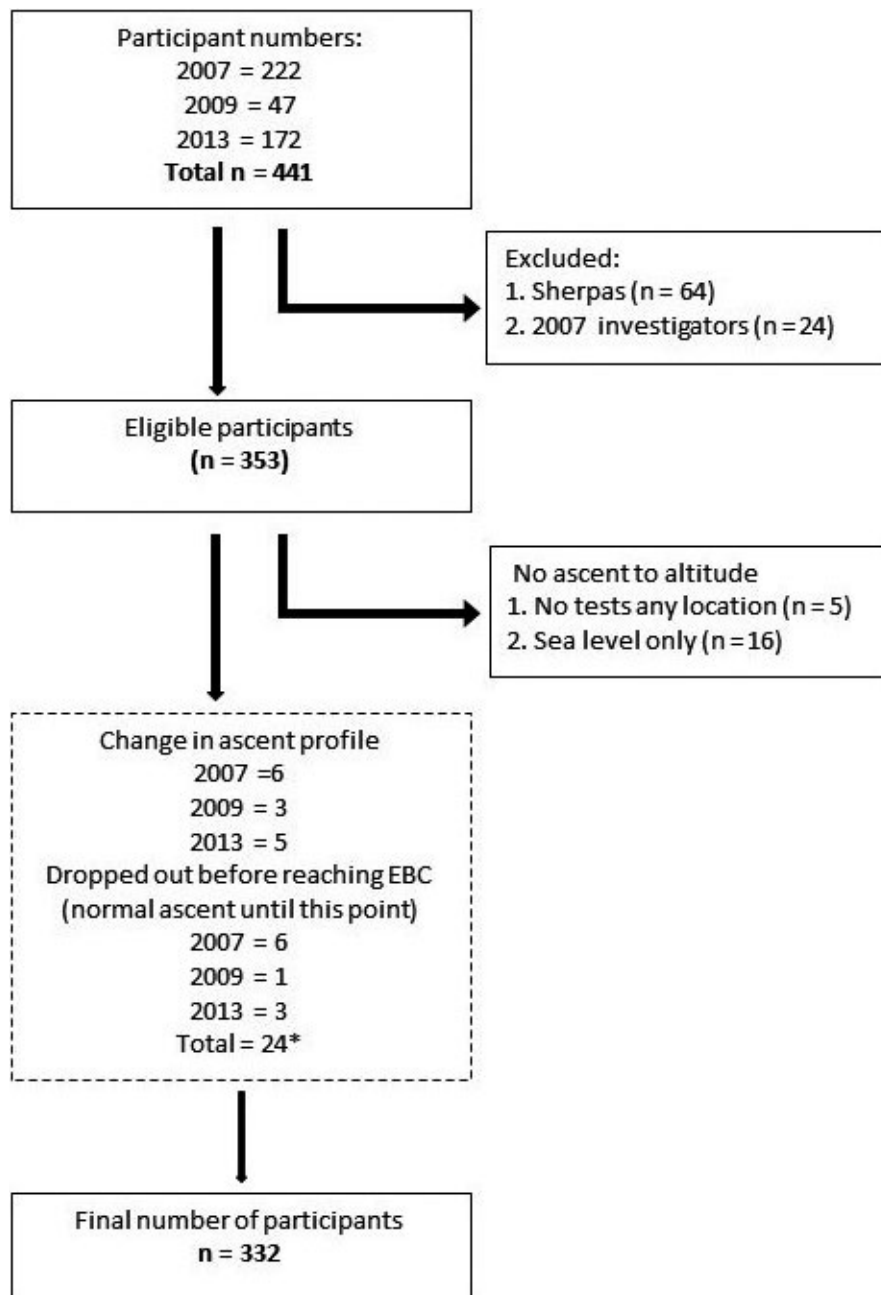 Participant numbers:
2007 = 222
2009 = 47
2013 = 172
Total n = 441
Excluded:
1. Sherpas (n = 64)
2. 2007 investigators (n = 24)
Eligible participants
(n = 353)
No ascent to altitude
1. No tests any location (n = 5)
2. Sea level only (n = 16)
Change in ascent profile
2007 =6
2009 = 3
2013 = 5
Dropped out before reaching EBC
(normal ascent until this point)
2007 = 6
2009 = 1
2013 = 3
Total = 24*
Final number of participants
n = 332